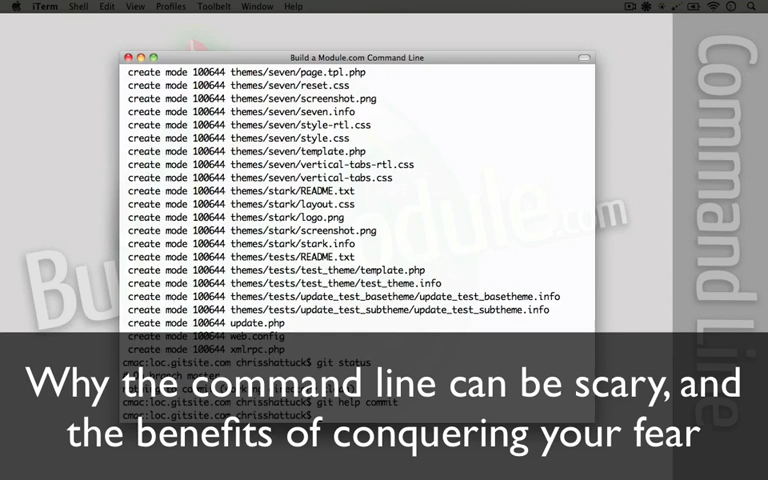 iTerm Shell Edit View Profiles Toolbelt Window Help
Build a Module.com Command Line
create mode 100644 themes/seven/page.tpl.php
create mode 100644 themes/seven/reset.css
create mode 100644 themes/seven/screenshot.png
create mode 100644 themes/seven/seven.info
create mode 100644 themes/seven/style-rtl.css
create mode 100644 themes/seven/style.css
create mode 100644 themes/seven/template.php
create mode 100644 themes/seven/vertical-tabs-rtl.css
create mode 100644 themes/seven/vertical-tabs.css
create mode 100644 themes/stark/README.txt
create mode 100644 themes/stark/layout.css
create mode 100644 themes/stark/logo.png
create mode 100644 themes/stark/screenshot.png
create mode 100644 themes/stark/stark.info
create mode 100644 themes/tests/README.txt
create mode 100644 themes/tests/test_theme/template.php
create mode 100644 themes/tests/test_theme/test_theme.info
create mode 100644 themes/tests/update_test_basetheme/update_test_basetheme.info
create mode 100644 themes/tests/update_test_subtheme/update_test_subtheme.info
create mode 100644 update.php
create mode 100644 web.config
create mode 100644 xmlrpc.php
cmac:loc.gitsite.com chrisshattuck$ git status
cmac:loc.gitsite.com chrisshattuck$ git help commit
cmac:loc.gitsite.com chrisshattuck$
Why the command line can be scary, and
the benefits of conquering your fear
Command Line